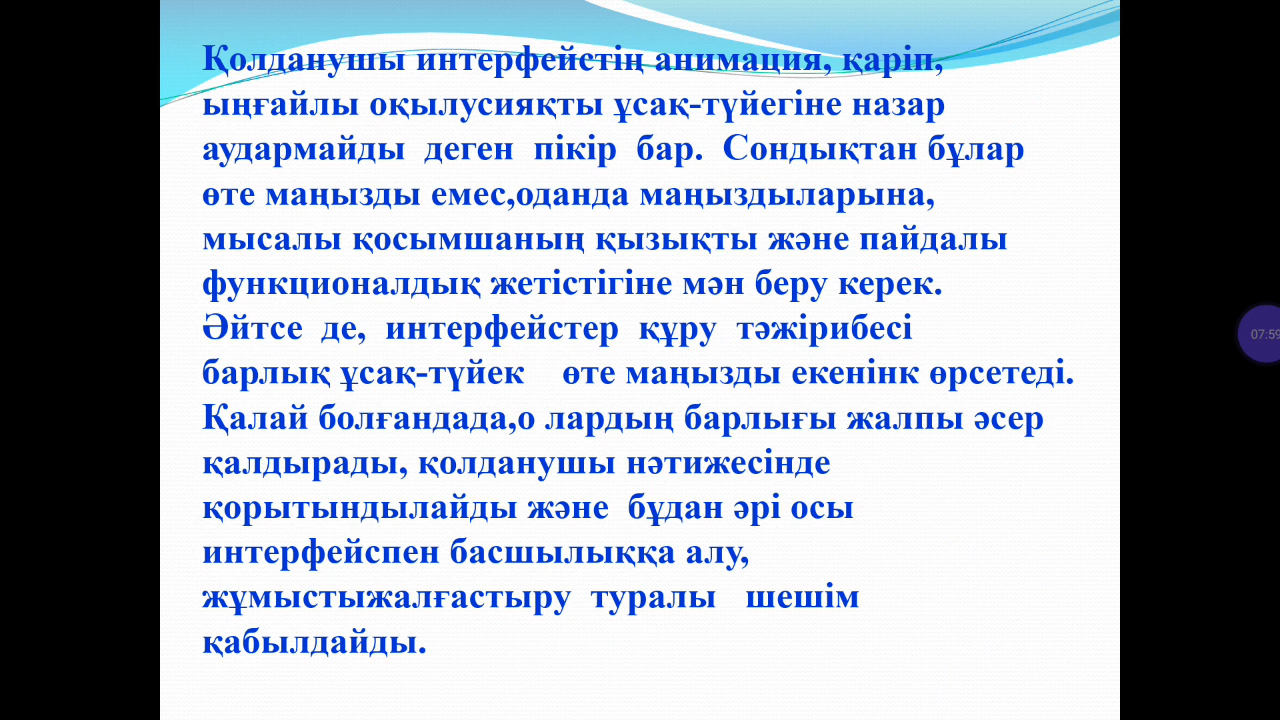 Қолданушы интерфейстің анимация, қаріп,
ыңғайлы оқылусияқты ұсақ-түйегіне назар
аудармайды деген пікір бар. Сондықтан бұлар
өте маңызды емес,оданда маңыздыларына,
мысалы қосымшаның қызықты және пайдалы
функционалдық жетістігіне мән беру керек.
Әйтсе де, интерфейстер құру тәжірибесі
барлық ұсақ-түйек өте маңызды екенінк өрсетеді.
Қалай болғандада,о лардың барлығы жалпы әсер
қалдырады, қолданушы нәтижесінде
қорытындылайды және бұдан әрі осы
интерфейспен басшылыққа алу,
жұмыстыжалғастыру туралы шешім
қабылдайды.
07:59